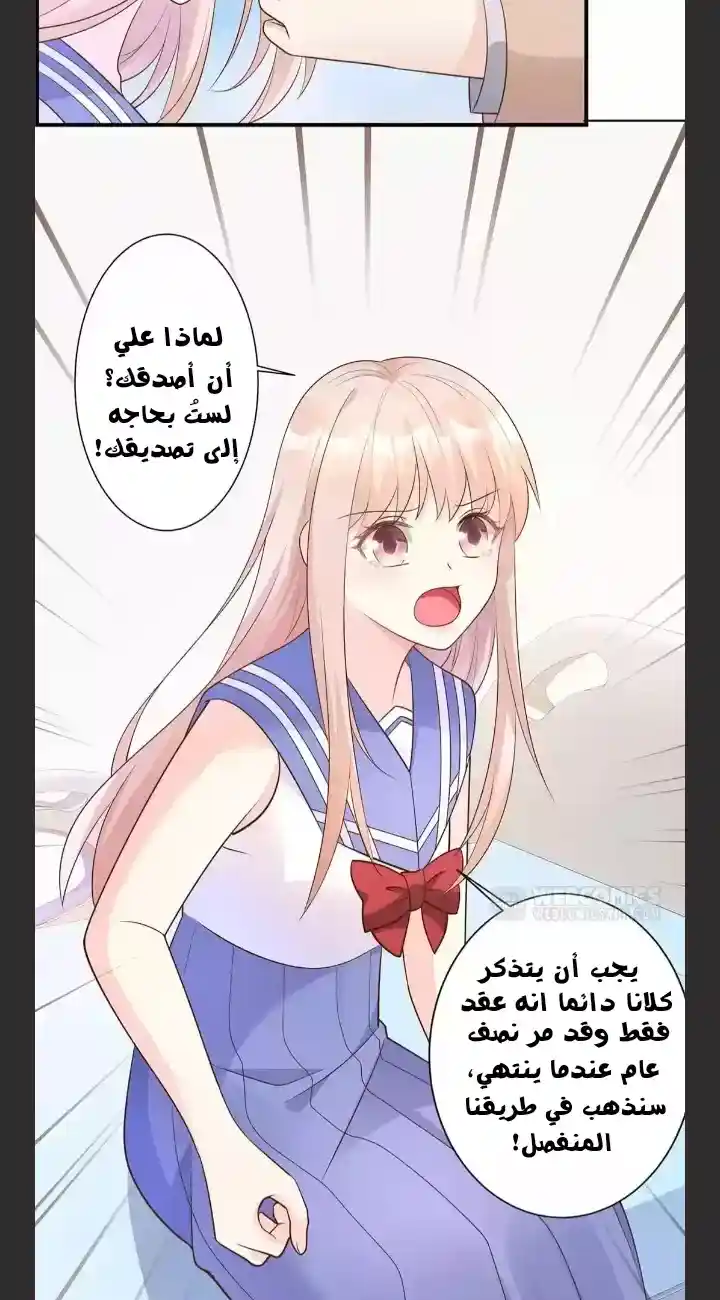 لماذا علي
أن أصدقك؟
لستُ بحاجه
إلى تصديقك!
WEBCOMICS
يجب أن يتذكر
كلانا دائما انه عقد
فقط وقد مر نصف
عام عندما ينتهي،
سنذهب في طريقنا
المنفصل!